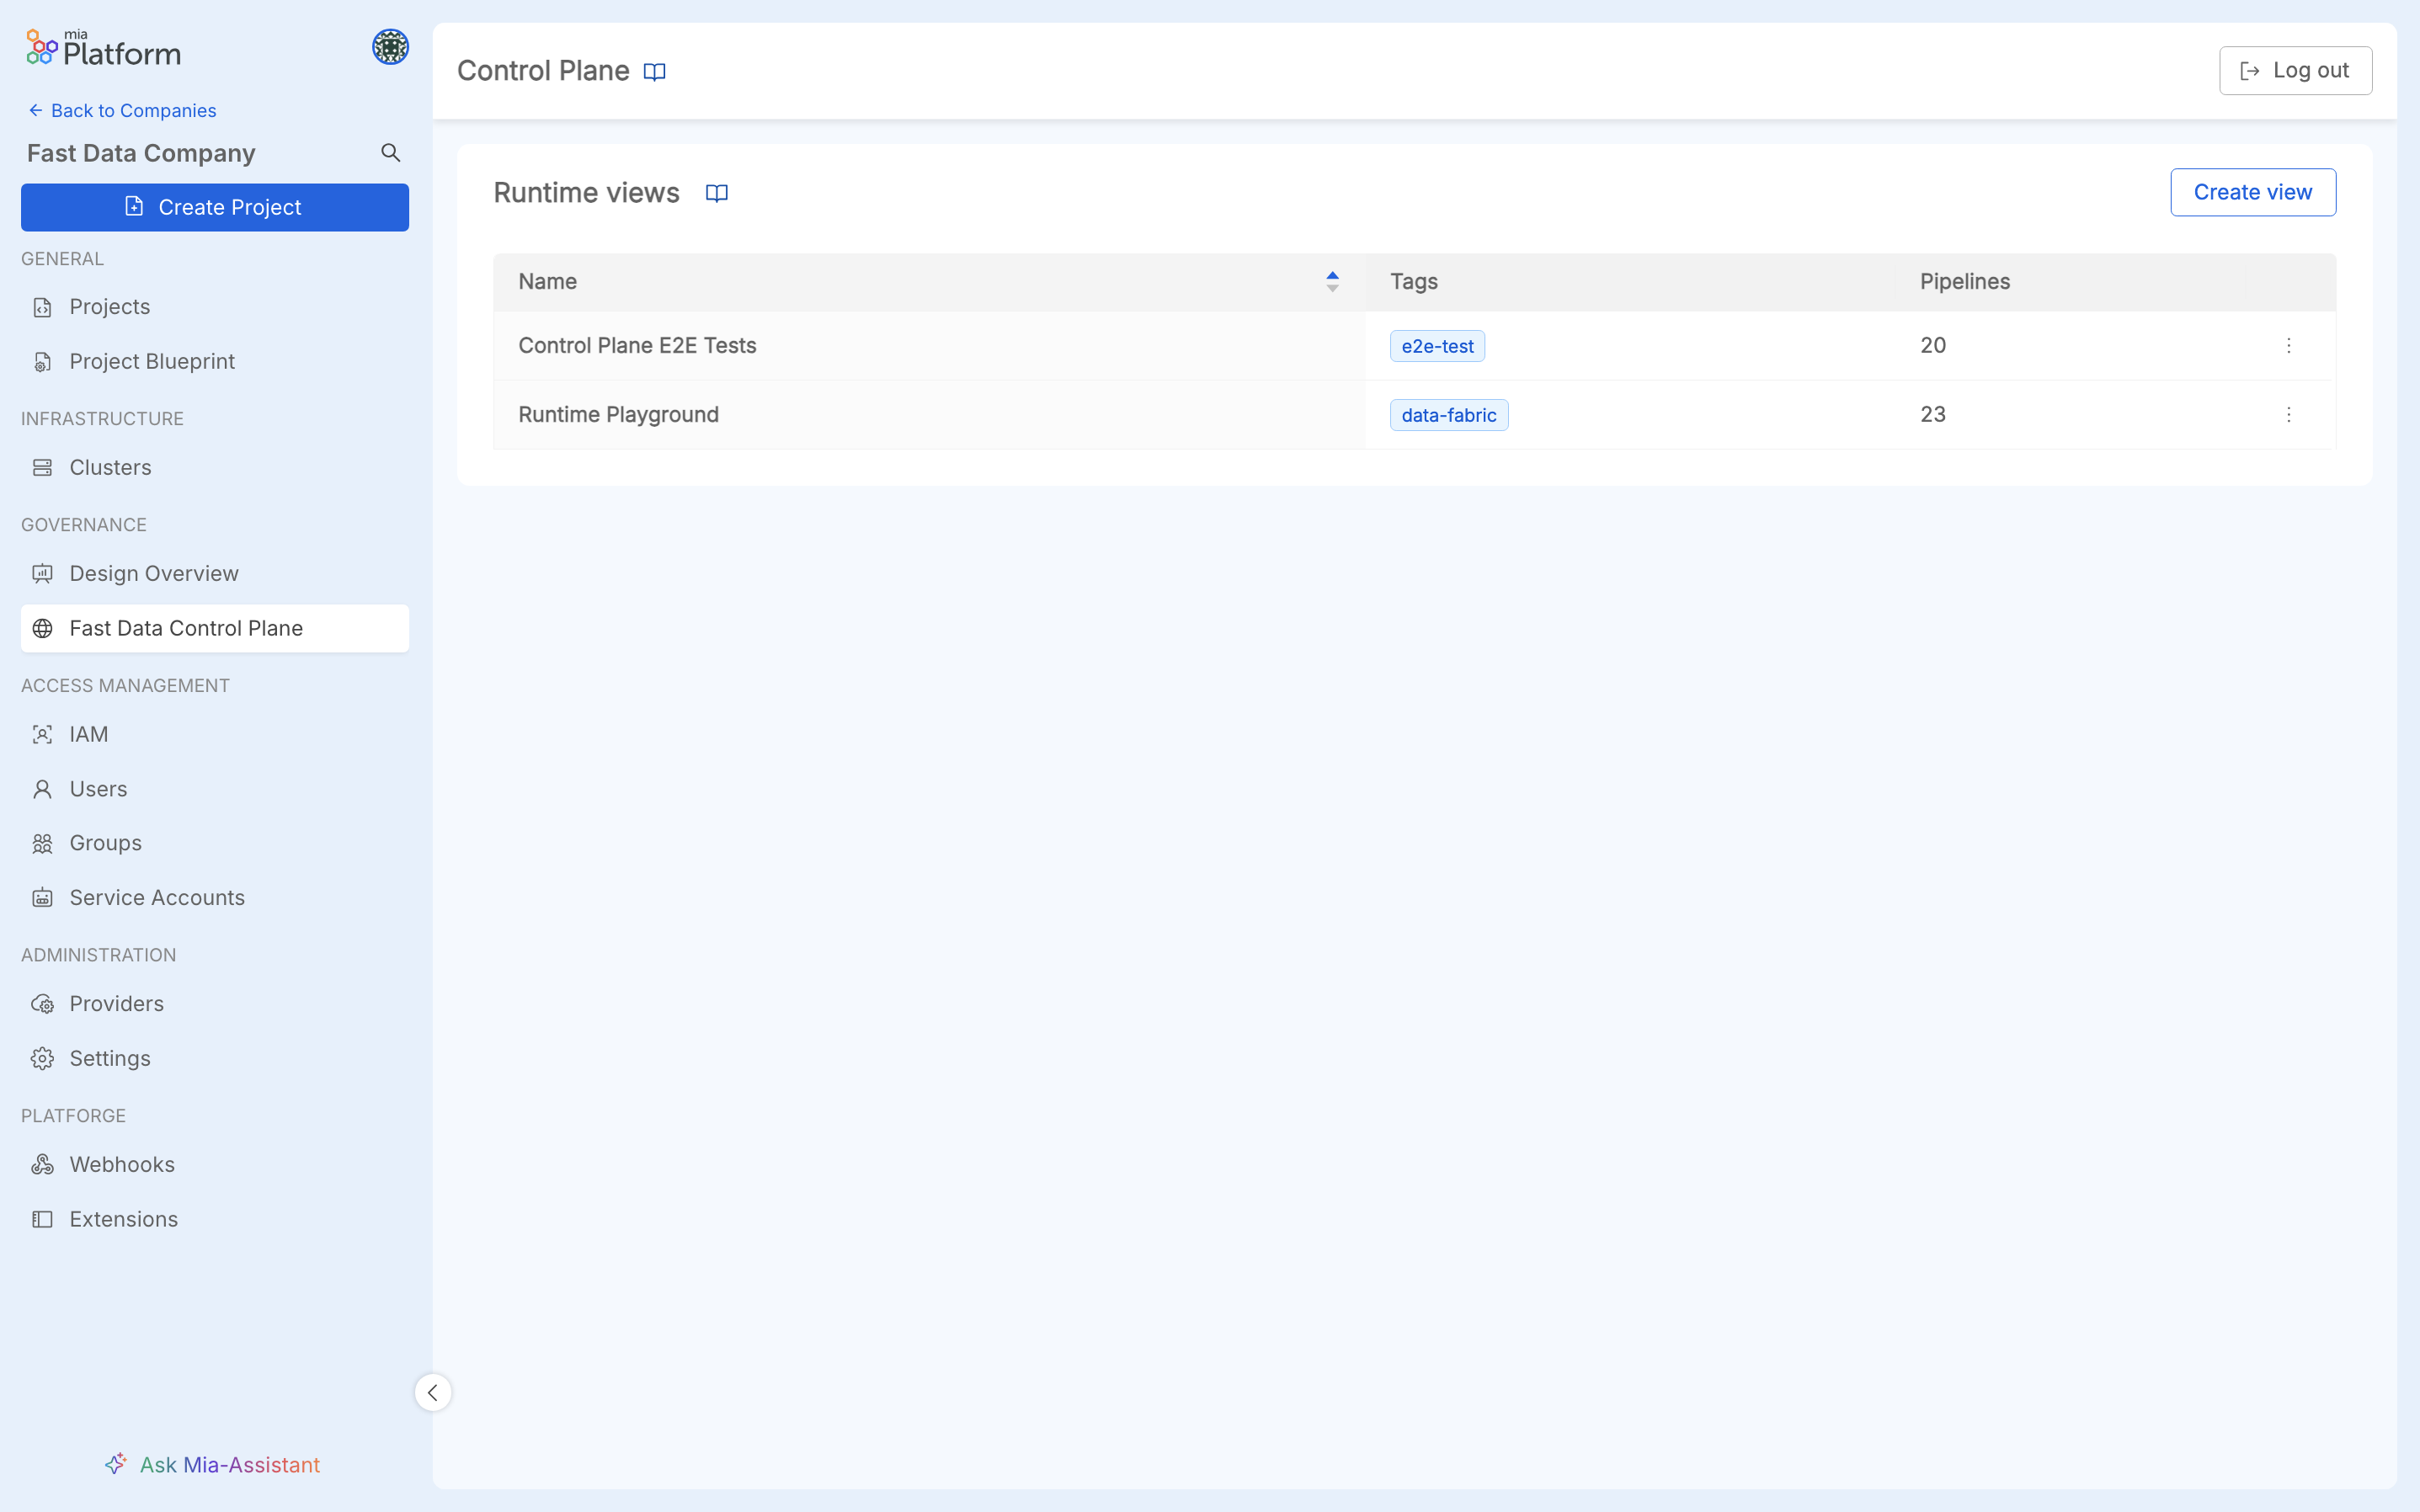 mia
Platform
Back to Companies
Fast Data Company
Create Project
GENERAL
Projects
Project Blueprint
INFRASTRUCTURE
Clusters
GOVERNANCE
Design Overview
Fast Data Control Plane
ACCESS MANAGEMENT
IAM
Users
Groups
Service Accounts
ADMINISTRATION
Providers
Settings
PLATFORGE
Webhooks
Extensions
Ask Mia-Assistant
Control Plane
Log out
Runtime views
Create view
Name Tags Pipelines
Control Plane E2E Tests e2e-test 20
Runtime Playground data-fabric 23